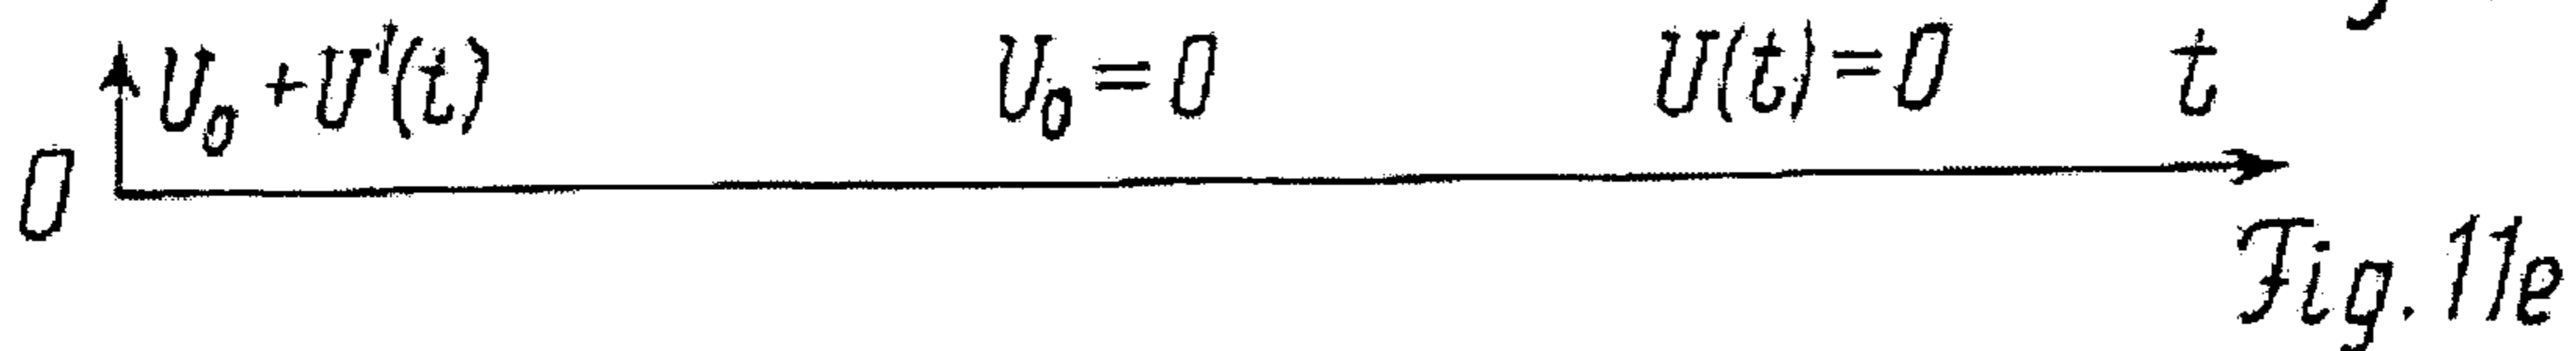 U₀ + U'(t) U₀ = 0 U(t) = 0 t
0
Fig. 11e